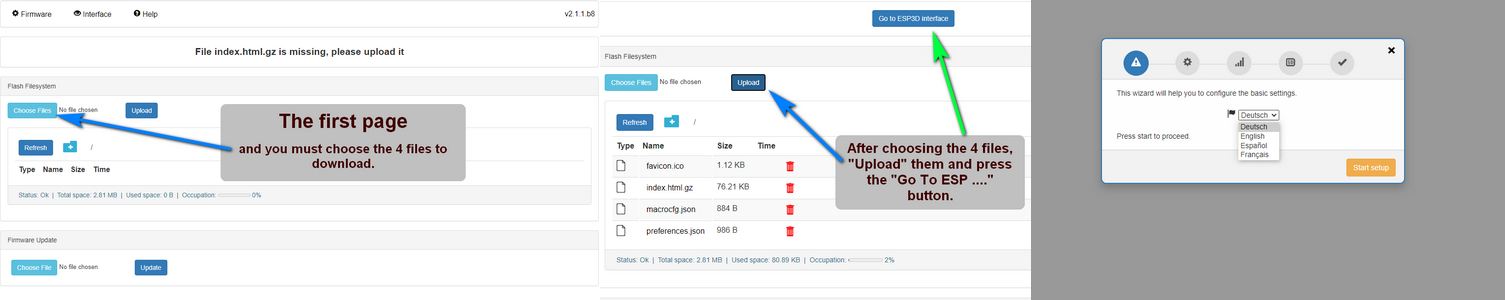 Firmware Interface Help v2.1.1.b8
File index.html.gz is missing, please upload it
Flash Filesystem
Choose Files No file chosen Upload
The first page
and you must choose the 4 files to
download.
Refresh /
Type Name Size Time
Status: Ok | Total space: 2.81 MB | Used space: 0 B | Occupation: 0%
Firmware Update
Choose File No file chosen Update
Go to ESP3D interface
Flash Filesystem
Choose Files No file chosen Upload
Refresh /
Type Name Size Time
favicon.ico 1.12 KB
index.html.gz 76.21 KB
macrocfg.json 884 B
preferences.json 986 B
After choosing the 4 files,
"Upload" them and press
the "Go To ESP ...."
button.
Status: Ok | Total space: 2.81 MB | Used space: 80.89 KB | Occupation: 2%
×
This wizard will help you to configure the basic settings.
Deutsch
Deutsch
English
Español
Français
Press start to proceed.
Start setup